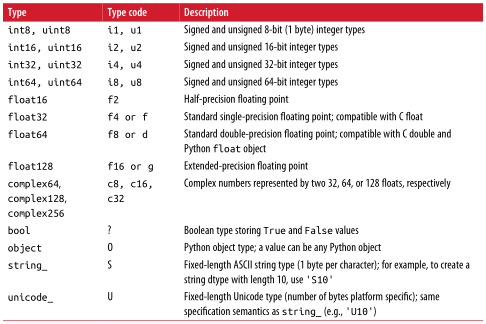 Type Type code Description
int8, uint8 i1, u1 Signed and unsigned 8-bit (1 byte) integer types
int16, uint16 i2, u2 Signed and unsigned 16-bit integer types
int32, uint32 i4, u4 Signed and unsigned 32-bit integer types
int64, uint64 i8, u8 Signed and unsigned 64-bit integer types
float16 f2 Half-precision floating point
float32 f4 or f Standard single-precision floating point; compatible with C float
float64 f8 or d Standard double-precision floating point; compatible with C double and
Python float object
float128 f16 or g Extended-precision floating point
complex64, c8, c16, Complex numbers represented by two 32, 64, or 128 floats, respectively
complex128, c32
complex256
bool ? Boolean type storing True and False values
object O Python object type; a value can be any Python object
string_ S Fixed-length ASCII string type (1 byte per character); for example, to create
a string dtype with length 10, use 'S10'
unicode_ U Fixed-length Unicode type (number of bytes platform specific); same
specification semantics as string_ (e.g., 'U10')